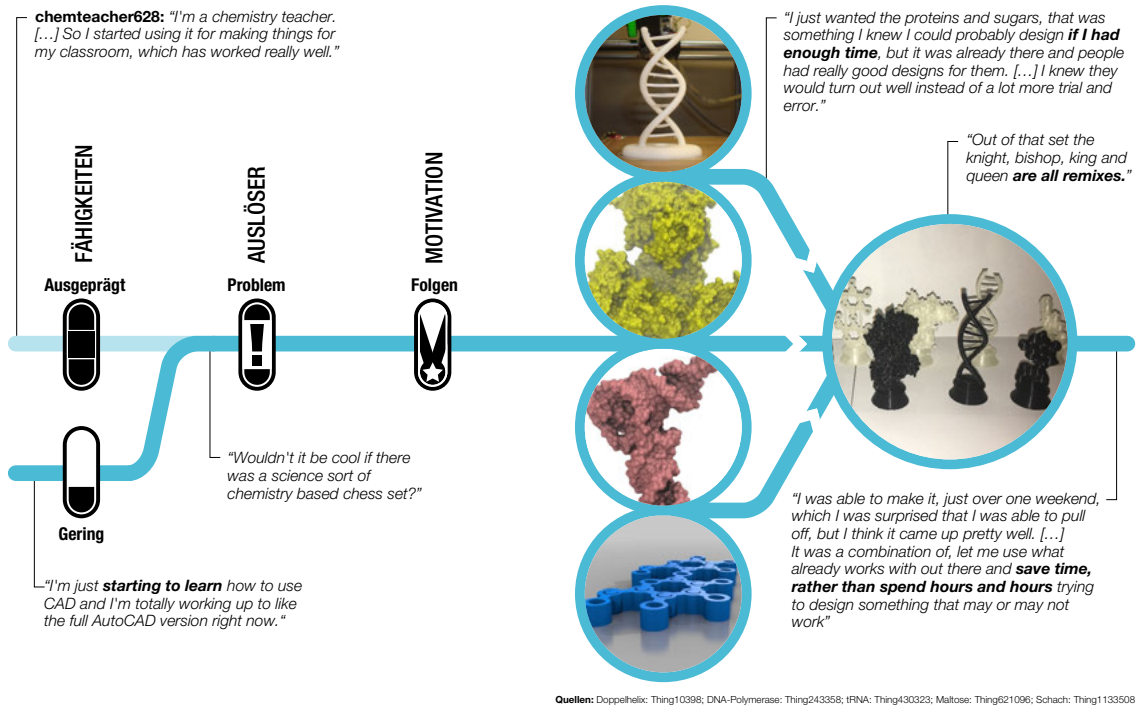 chemteacher628: “I'm a chemistry teacher.
[…] So I started using it for making things for
my classroom, which has worked really well.”
“I just wanted the proteins and sugars, that was
something I knew I could probably design if I had
enough time, but it was already there and people
had really good designs for them. […] I knew they
would turn out well instead of a lot more trial and
error.”
“Out of that set the
knight, bishop, king and
queen are all remixes.”
FÄHIGKEITEN
AUSLÖSER
MOTIVATION
Ausgeprägt
Problem
Folgen
“Wouldn't it be cool if there
was a science sort of
chemistry based chess set?”
Gering
“I'm just starting to learn how to use
CAD and I'm totally working up to like
the full AutoCAD version right now.“
“I was able to make it, just over one weekend,
which I was surprised that I was able to pull
off, but I think it came up pretty well. […]
It was a combination of, let me use what
already works with out there and save time,
rather than spend hours and hours trying
to design something that may or may not
work”
Quellen: Doppelhelix: Thing10398; DNA-Polymerase: Thing243358; tRNA: Thing430323; Maltose: Thing621096; Schach: Thing1133508